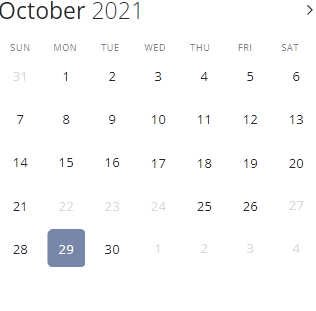 October 2021 >
SUN MON TUE WED THU FRI SAT
31 1 2 3 4 5 6
7 8 9 10 11 12 13
14 15 16 17 18 19 20
21 22 23 24 25 26 27
28 29 30 1 2 3 4